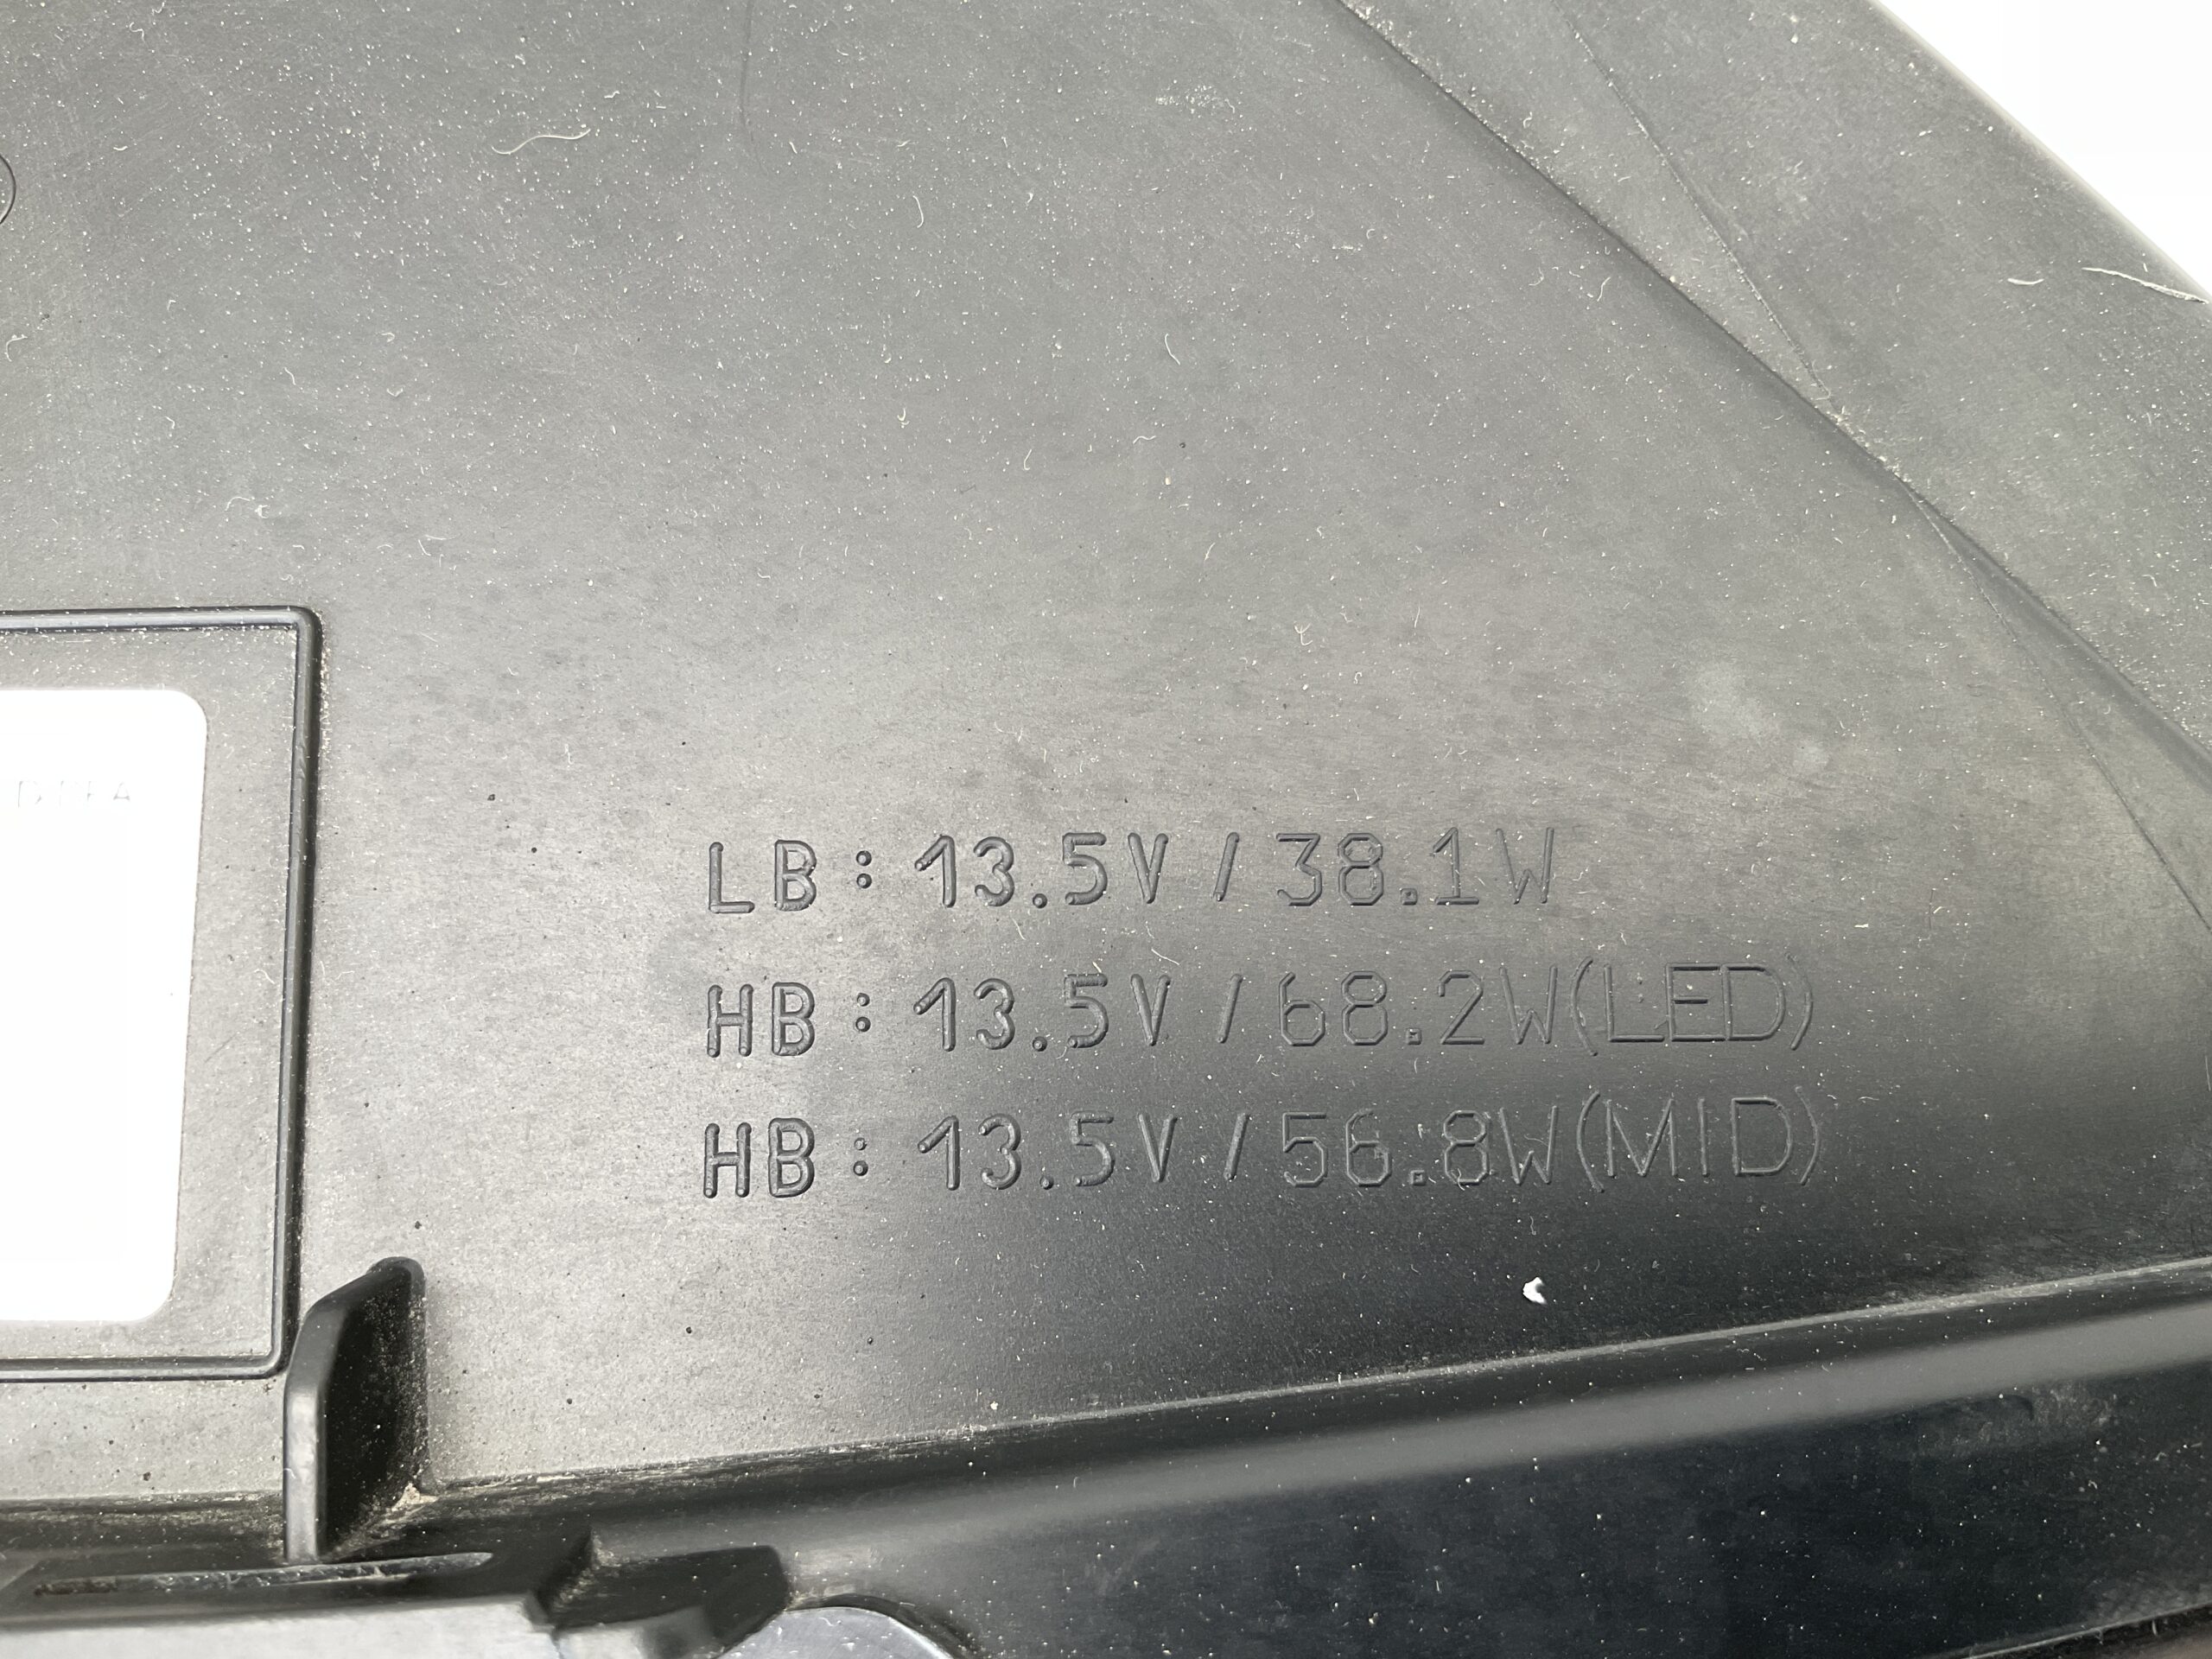 LB: 13.5V / 38.1W
HB: 13.5V / 68.2W(LED)
HB: 13.5V / 56.8W(MID)